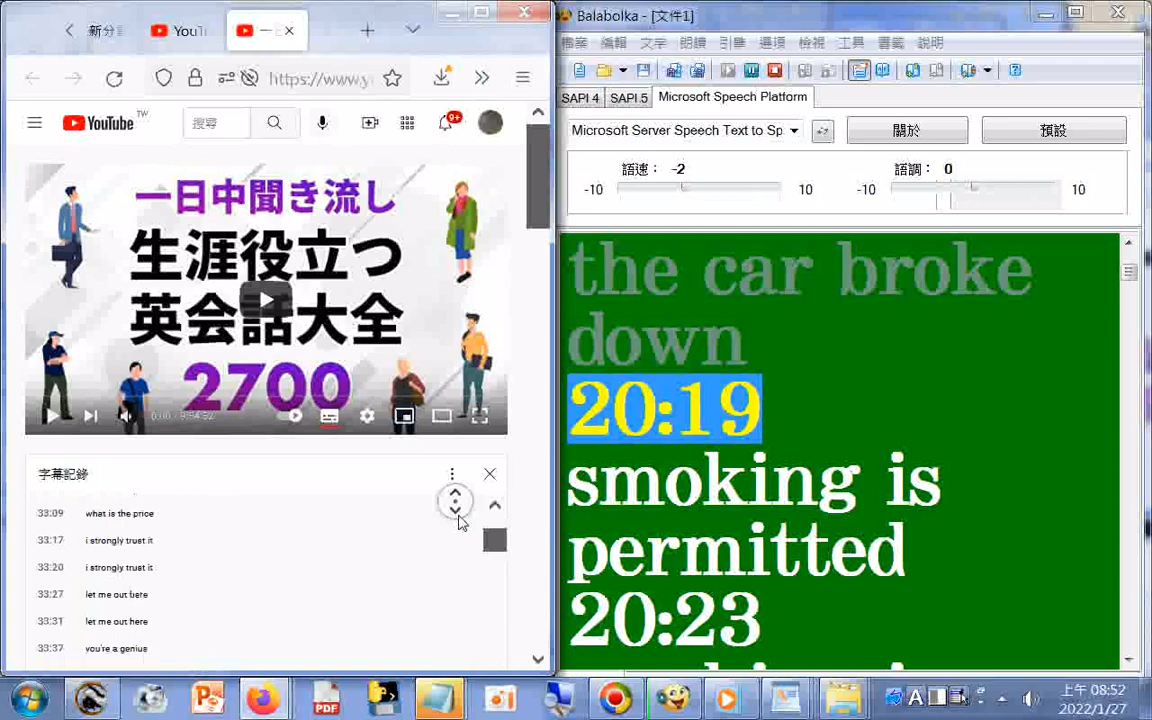 新分
YouT
一 E
https://www.y
YouTube TW
搜尋
9+
一日中聞き流し
生涯役立つ
英会話大全
2700
字幕記錄
33:09 what is the price
33:17 i strongly trust it
33:20 i strongly trust it
33:27 let me out here
33:31 let me out here
33:37 you're a genius
Balabolka - [文件1]
檔案 編輯 文字 朗讀 引擎 選項 檢視 工具 書籤 說明
SAPI 4 SAPI 5 Microsoft Speech Platform
Microsoft Server Speech Text to Sp
關於 預設
語速： -2 語調： 0
-10 10 -10 10
the car broke
down
20:19
smoking is
permitted
20:23
PDF
A
上午 08:52
2022/1/27